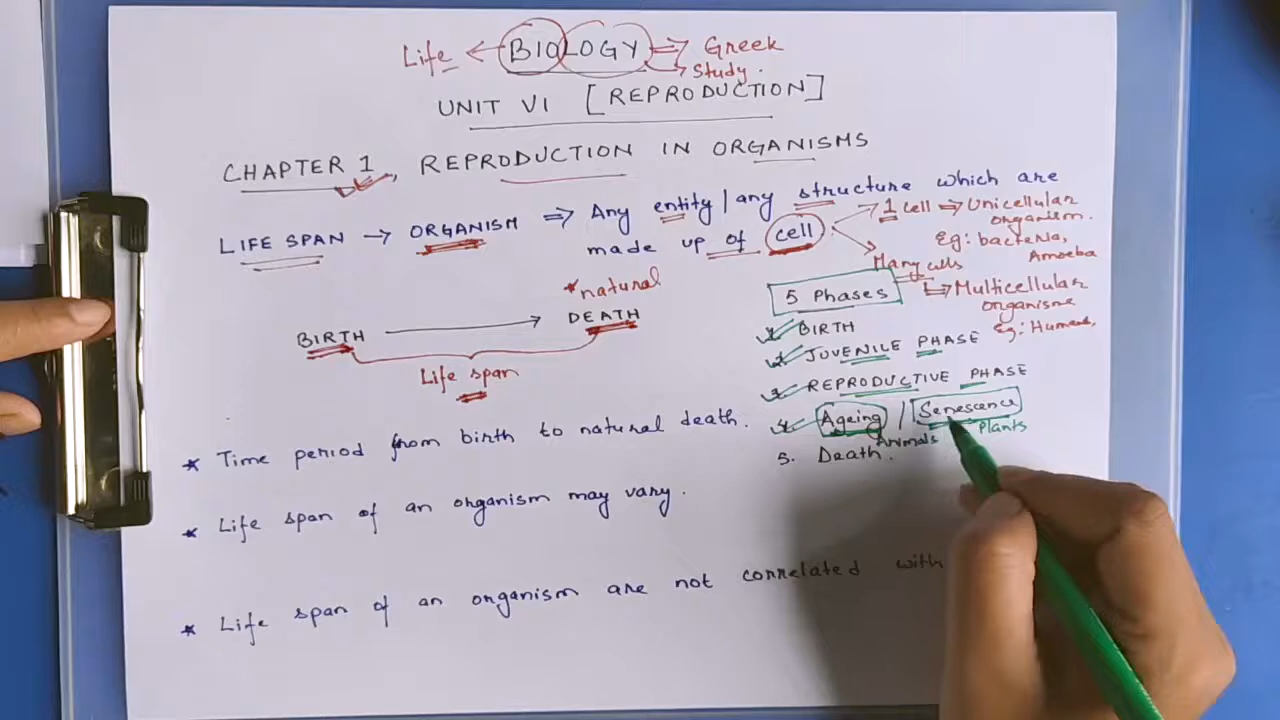 Life ← BIOLOGY ⇒ Greek
→ Study.
UNIT VI [REPRODUCTION]
CHAPTER 1, REPRODUCTION IN ORGANISMS
LIFE SPAN → ORGANISM ⇒ Any entity / any structure which are
made up of cell
1 cell ⇒ Unicellular
organism.
Eg: bacteria,
Amoeba
Many cells
Multicellular
organisms
Eg: Humans,
*natural
BIRTH → DEATH
Life span
5 Phases
BIRTH
JUVENILE PHASE
REPRODUCTIVE PHASE
Ageing / Senescence
Animals Plants
5. Death.
* Time period from birth to natural death.
* Life span of an organism may vary.
* Life span of an organism are not correlated with